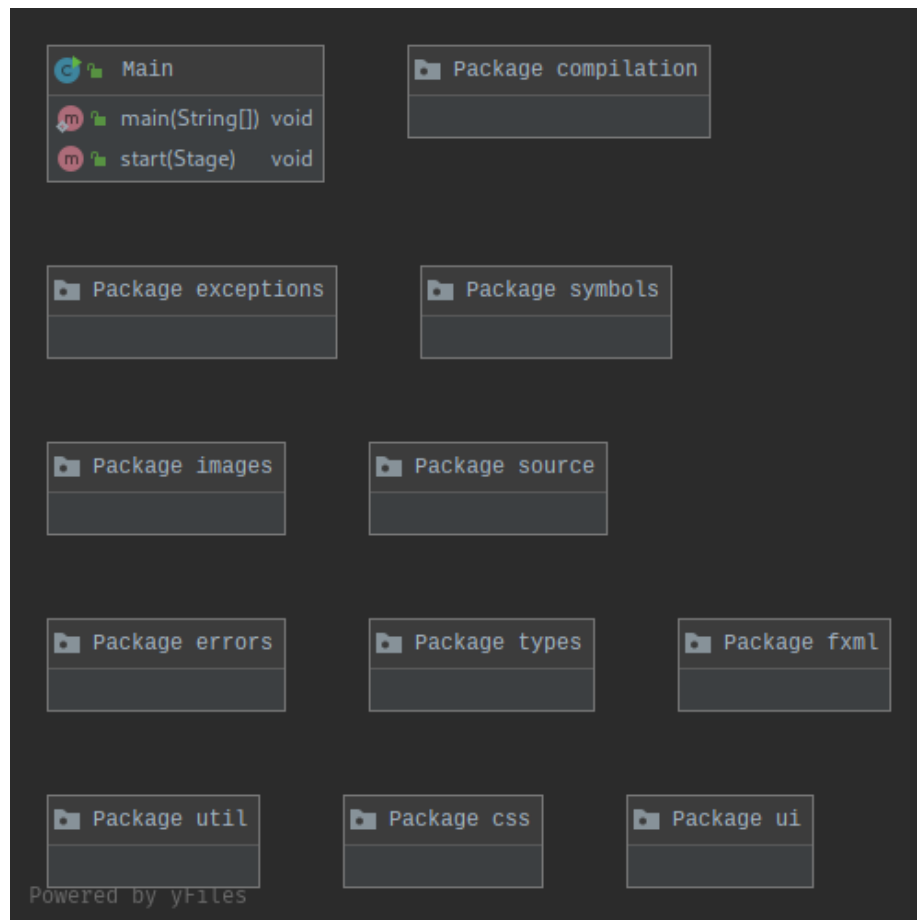 Main
main(String[]) void
start(Stage) void
Package compilation
Package exceptions
Package symbols
Package images
Package source
Package errors
Package types
Package fxml
Package util
Package css
Package ui
Powered by yFiles